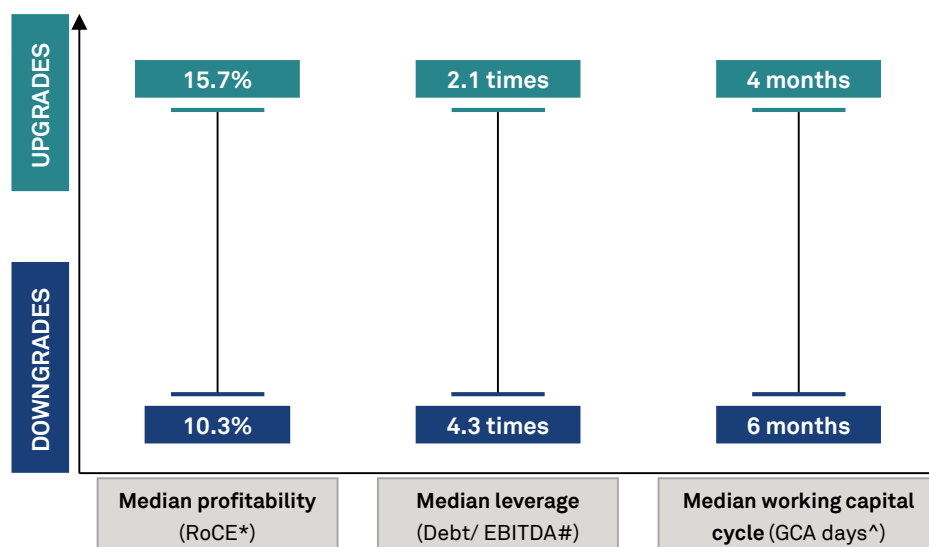 UPGRADES
15.7%
2.1 times
4 months
DOWNGRADES
10.3%
4.3 times
6 months
Median profitability
(RoCE*)
Median leverage
(Debt/ EBITDA#)
Median working capital
cycle (GCA days^)